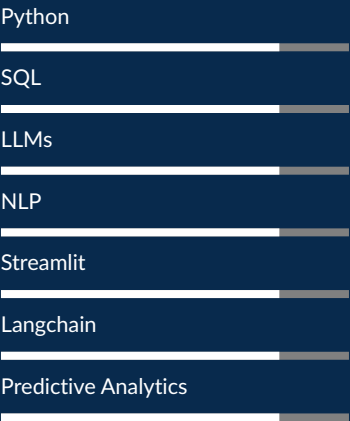 Python
SQL
LLMs
NLP
Streamlit
Langchain
Predictive Analytics